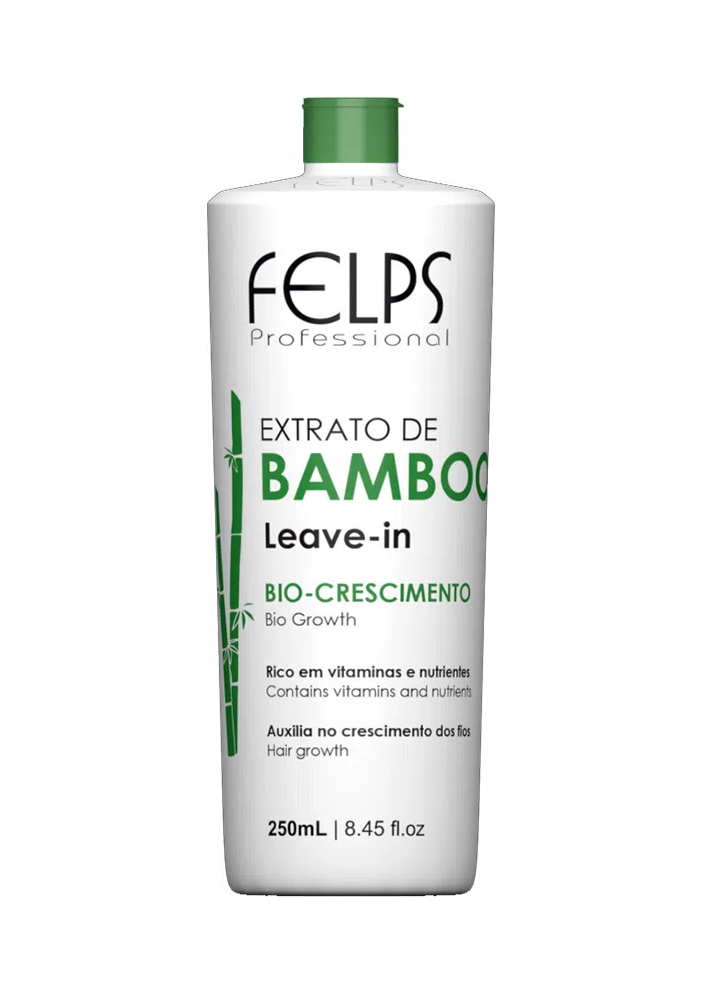 FELPS
FELPS
Professional
EXTRATO DE
BAMBOO
Leave-in
BIO-CRESCIMENTO
Bio Growth
Rico em vitaminas e nutrientes
Contains vitamins and nutrients
Auxilia no crescimento dos fios
Hair growth
250mL | 8.45 fl.oz